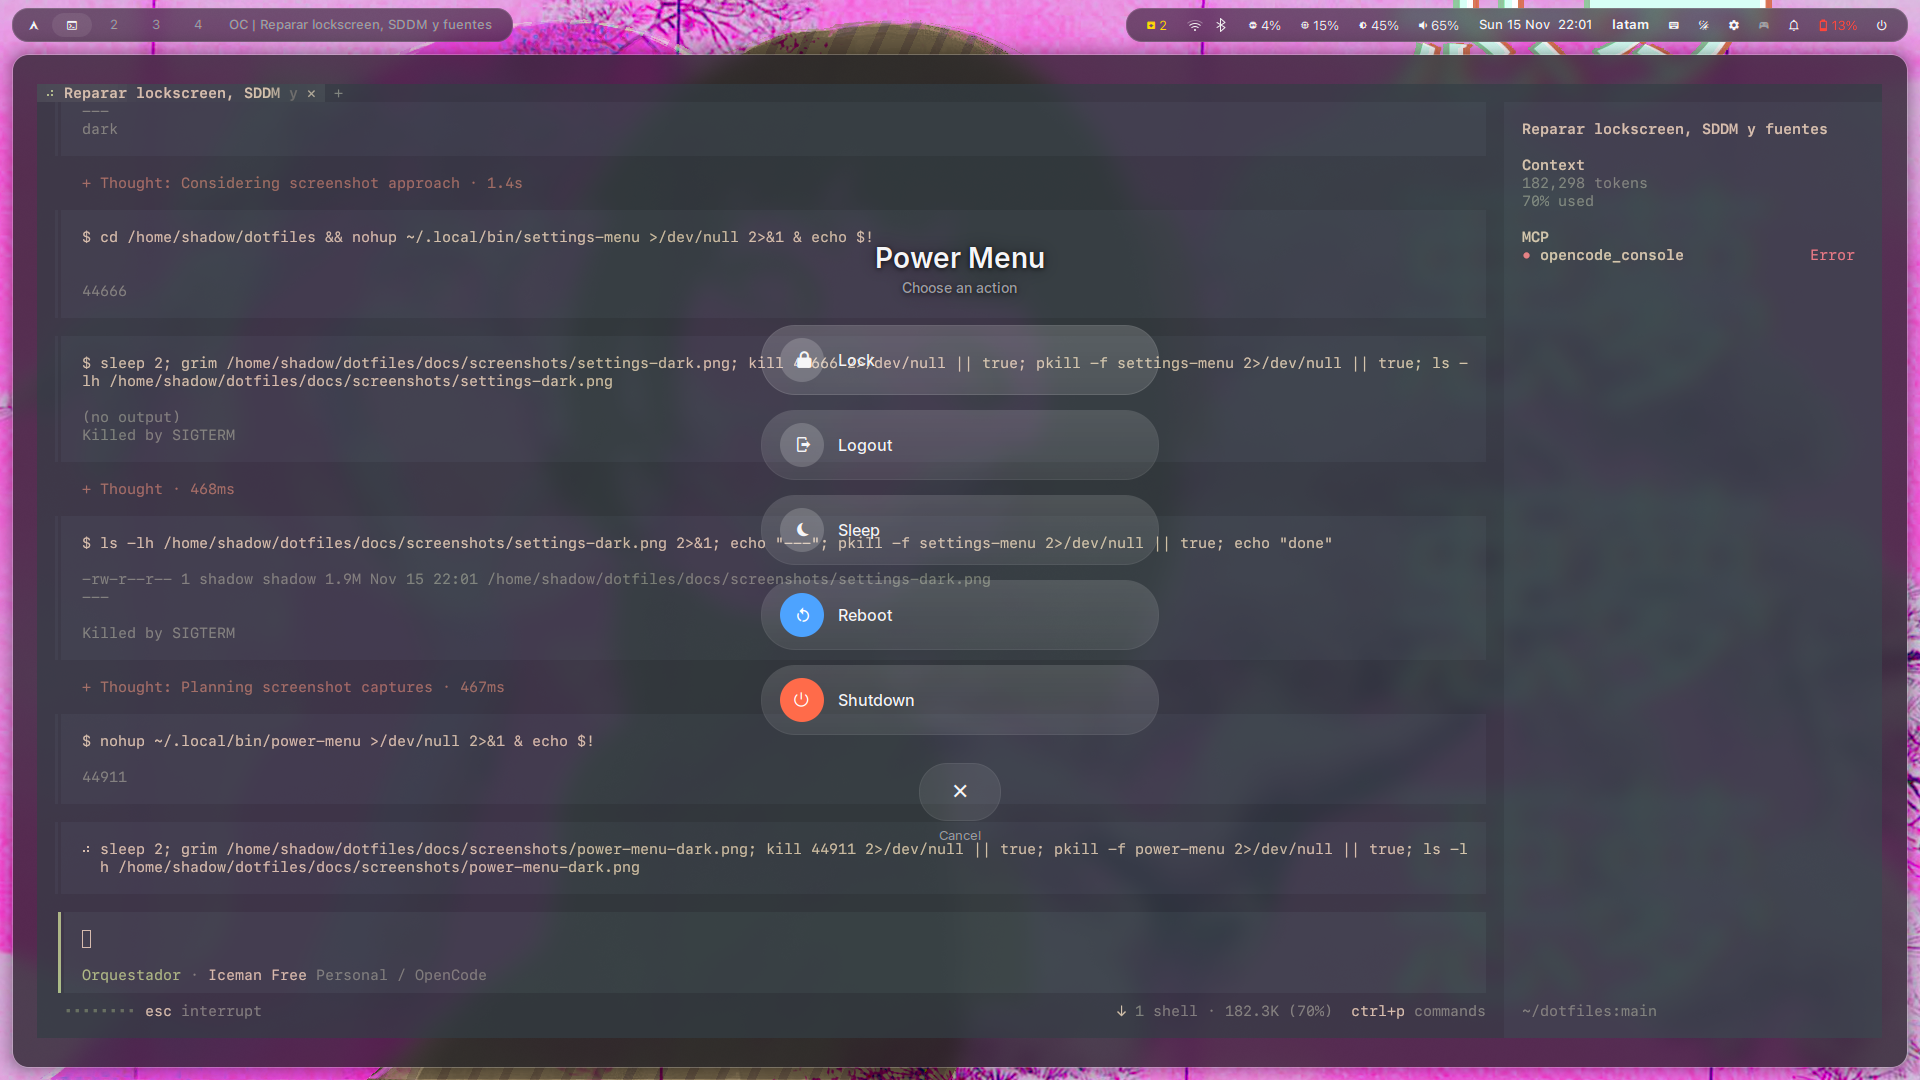 2 3 4 OC | Reparar lockscreen, SDDM y fuentes
2 4% 15% 45% 65% Sun 15 Nov 22:01 latam 13%
Reparar lockscreen, SDDM y × +
---
dark
+ Thought: Considering screenshot approach · 1.4s
$ cd /home/shadow/dotfiles && nohup ~/.local/bin/settings-menu >/dev/null 2>&1 & echo $!
44666
$ sleep 2; grim /home/shadow/dotfiles/docs/screenshots/settings-dark.png; kill 44666 2>/dev/null || true; pkill -f settings-menu 2>/dev/null || true; ls -
lh /home/shadow/dotfiles/docs/screenshots/settings-dark.png
(no output)
Killed by SIGTERM
+ Thought · 468ms
$ ls -lh /home/shadow/dotfiles/docs/screenshots/settings-dark.png 2>&1; echo "---"; pkill -f settings-menu 2>/dev/null || true; echo "done"
-rw-r--r-- 1 shadow shadow 1.9M Nov 15 22:01 /home/shadow/dotfiles/docs/screenshots/settings-dark.png
---
Killed by SIGTERM
+ Thought: Planning screenshot captures · 467ms
$ nohup ~/.local/bin/power-menu >/dev/null 2>&1 & echo $!
44911
sleep 2; grim /home/shadow/dotfiles/docs/screenshots/power-menu-dark.png; kill 44911 2>/dev/null || true; pkill -f power-menu 2>/dev/null || true; ls -l
h /home/shadow/dotfiles/docs/screenshots/power-menu-dark.png
Orquestador · Iceman Free Personal / OpenCode
esc interrupt
↓ 1 shell · 182.3K (70%) ctrl+p commands
Reparar lockscreen, SDDM y fuentes
Context
182,298 tokens
70% used
MCP
• opencode_console Error
~/dotfiles:main
Power Menu
Choose an action
Lock
Logout
Sleep
Reboot
Shutdown
Cancel